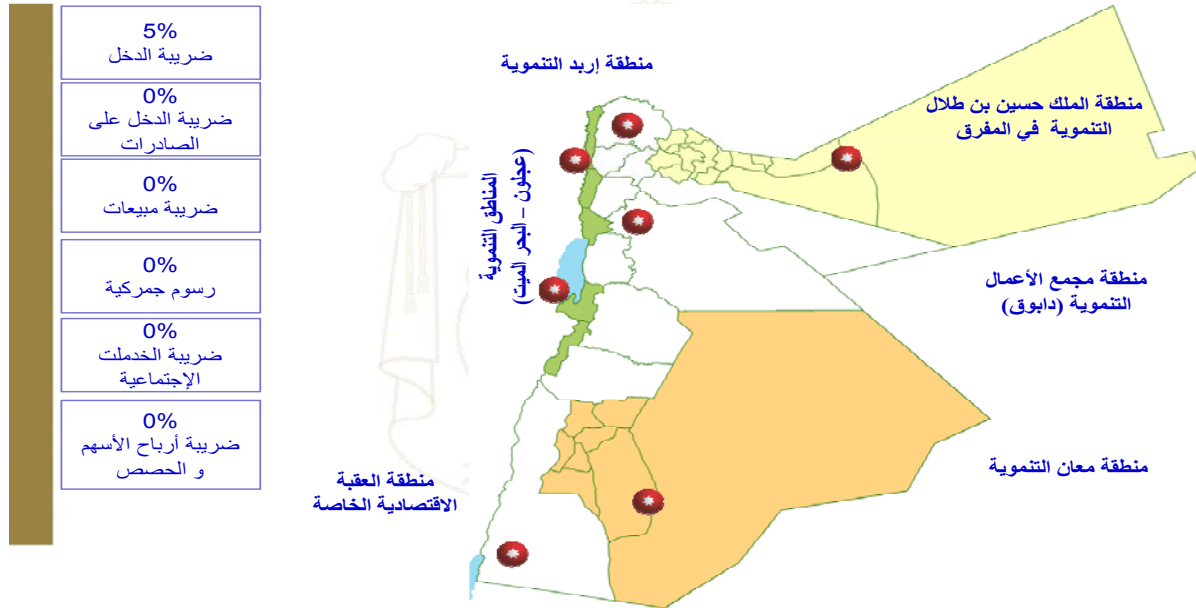 5%
ضريبة الدخل
0%
ضريبة الدخل على
الصادرات
0%
ضريبة مبيعات
0%
رسوم جمركية
0%
ضريبة الخدملت
الإجتماعية
0%
ضريبة أرباح الأسهم
و الحصص
منطقة إربد التنموية
منطقة الملك حسين بن طلال
التنموية في المفرق
المناطق التنموية
(عجلون - البحر الميت)
منطقة مجمع الأعمال
التنموية (دابوق)
منطقة معان التنموية
منطقة العقبة
الاقتصادية الخاصة